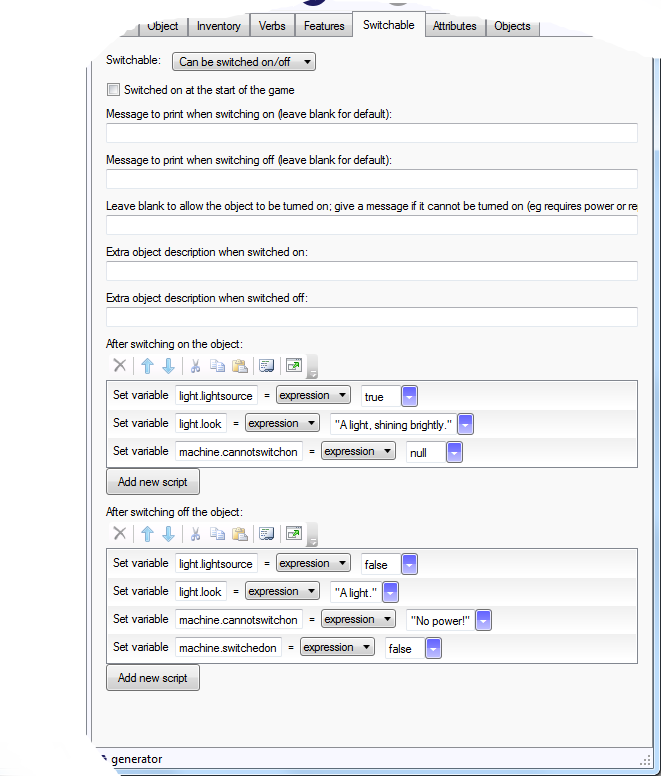 Object Inventory Verbs Features Switchable Attributes Objects
Switchable: Can be switched on/off
Switched on at the start of the game
Message to print when switching on (leave blank for default):
Message to print when switching off (leave blank for default):
Leave blank to allow the object to be turned on; give a message if it cannot be turned on (eg requires power or re
Extra object description when switched on:
Extra object description when switched off:
After switching on the object:
Set variable light.lightsource = expression true
Set variable light.look = expression "A light, shining brightly."
Set variable machine.cannotswitchon = expression null
Add new script
After switching off the object:
Set variable light.lightsource = expression false
Set variable light.look = expression "A light."
Set variable machine.cannotswitchon = expression "No power!"
Set variable machine.switchedon = expression false
Add new script
generator